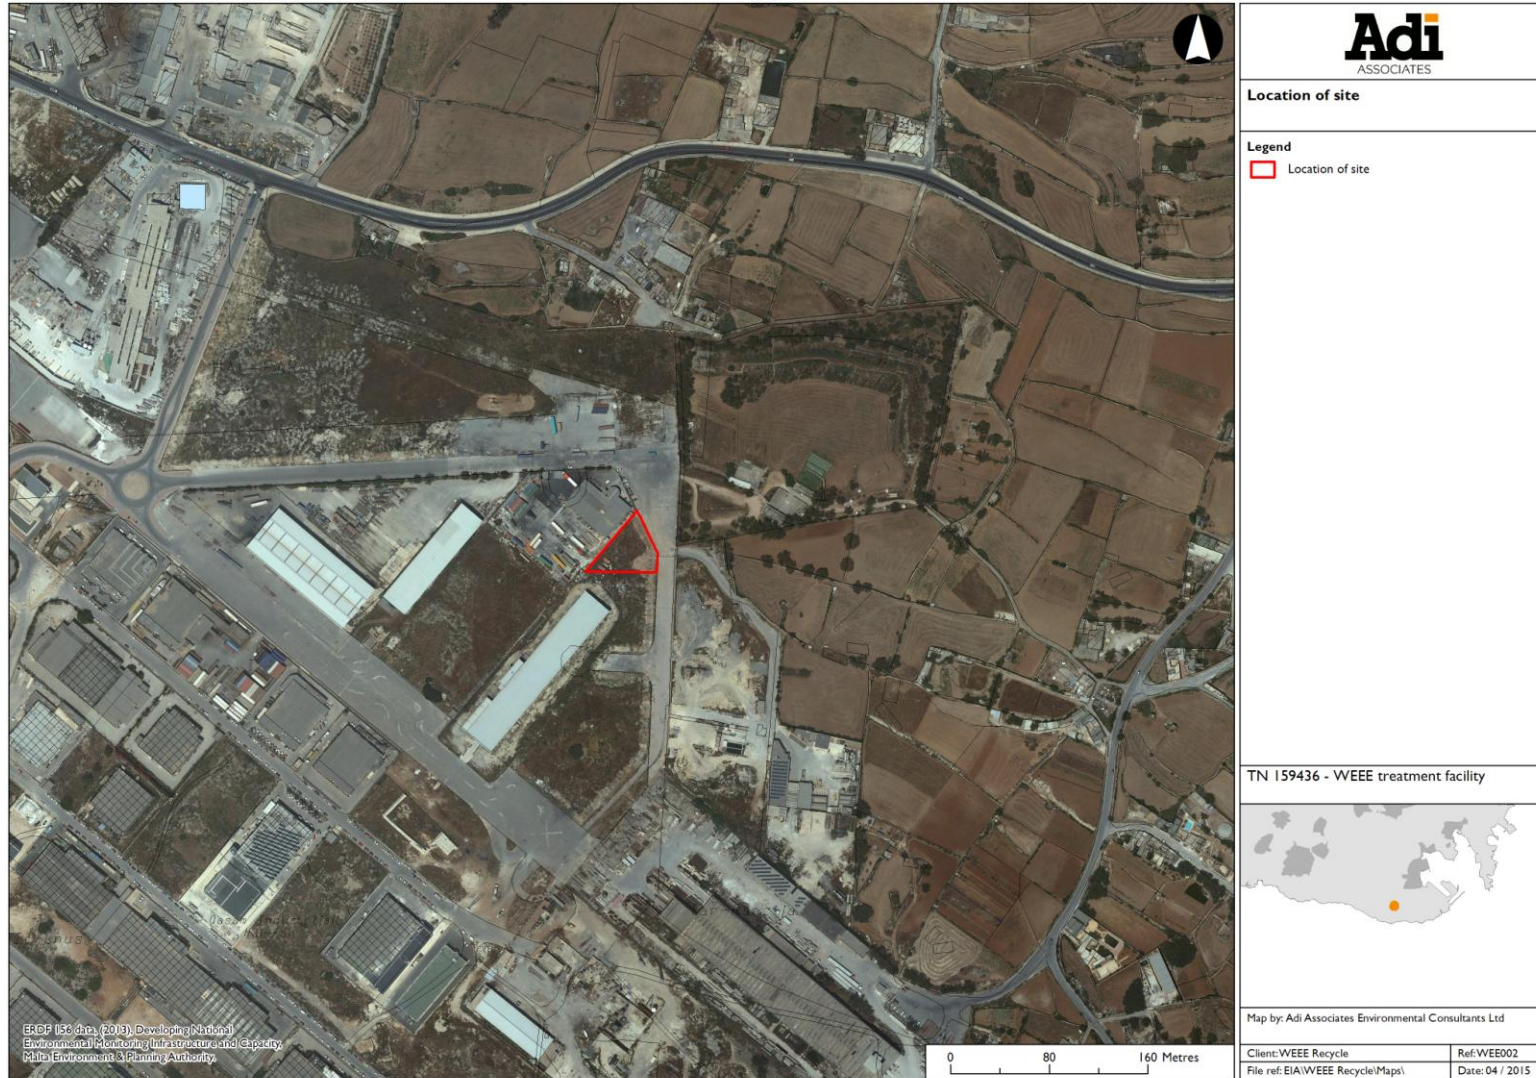 Adi
ASSOCIATES
Location of site
Legend
Location of site
TN 159436 - WEEE treatment facility
Map by: Adi Associates Environmental Consultants Ltd
Client:WEEE Recycle
Ref:WEE002
File ref: EIA\WEEE Recycle\Maps\
Date: 04 / 2015
ERDF 156 data, (2013), Developing National
Environmental Monitoring Infrastructure and Capacity,
Malta Environment & Planning Authority.
0 80 160 Metres